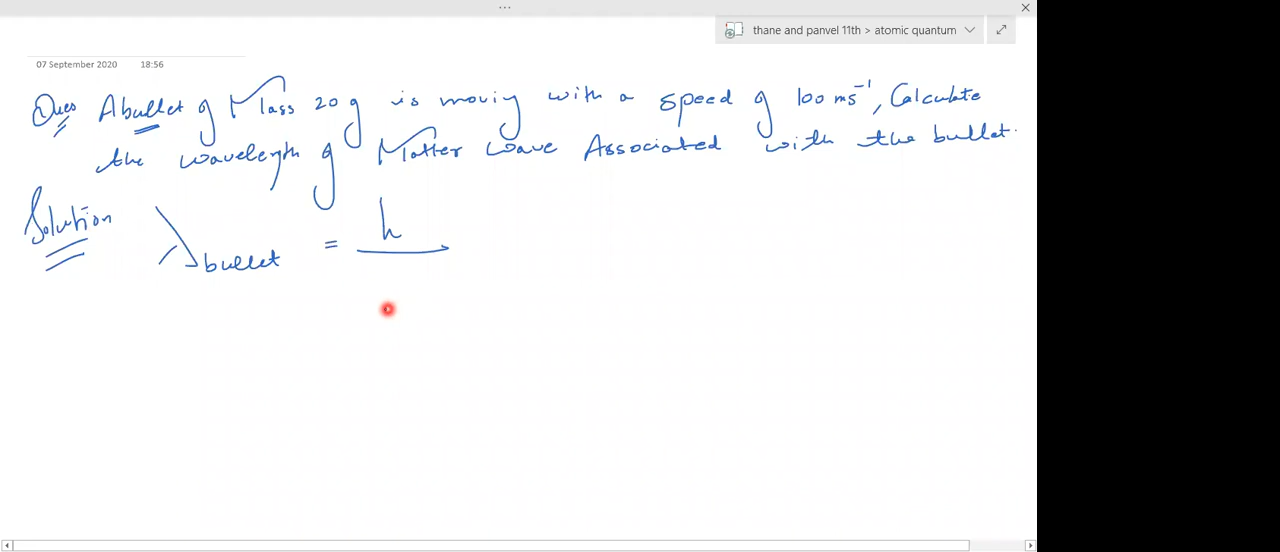 thane and panvel 11th > atomic quantum
07 September 2020 18:56
Ques A bullet of Mass 20 g is moving with a speed of 100 ms⁻¹, Calculate
the wavelength of Matter wave Associated with the bullet.
Solution λ bullet = h